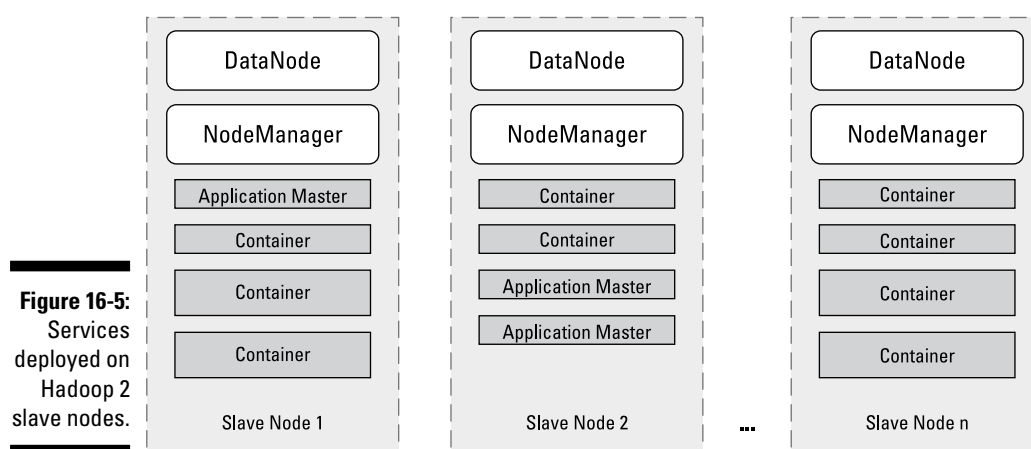 DataNode
NodeManager
Application Master
Container
Container
Container
Slave Node 1
DataNode
NodeManager
Container
Container
Application Master
Application Master
Slave Node 2
...
DataNode
NodeManager
Container
Container
Container
Container
Slave Node n
Figure 16-5:
Services
deployed on
Hadoop 2
slave nodes.